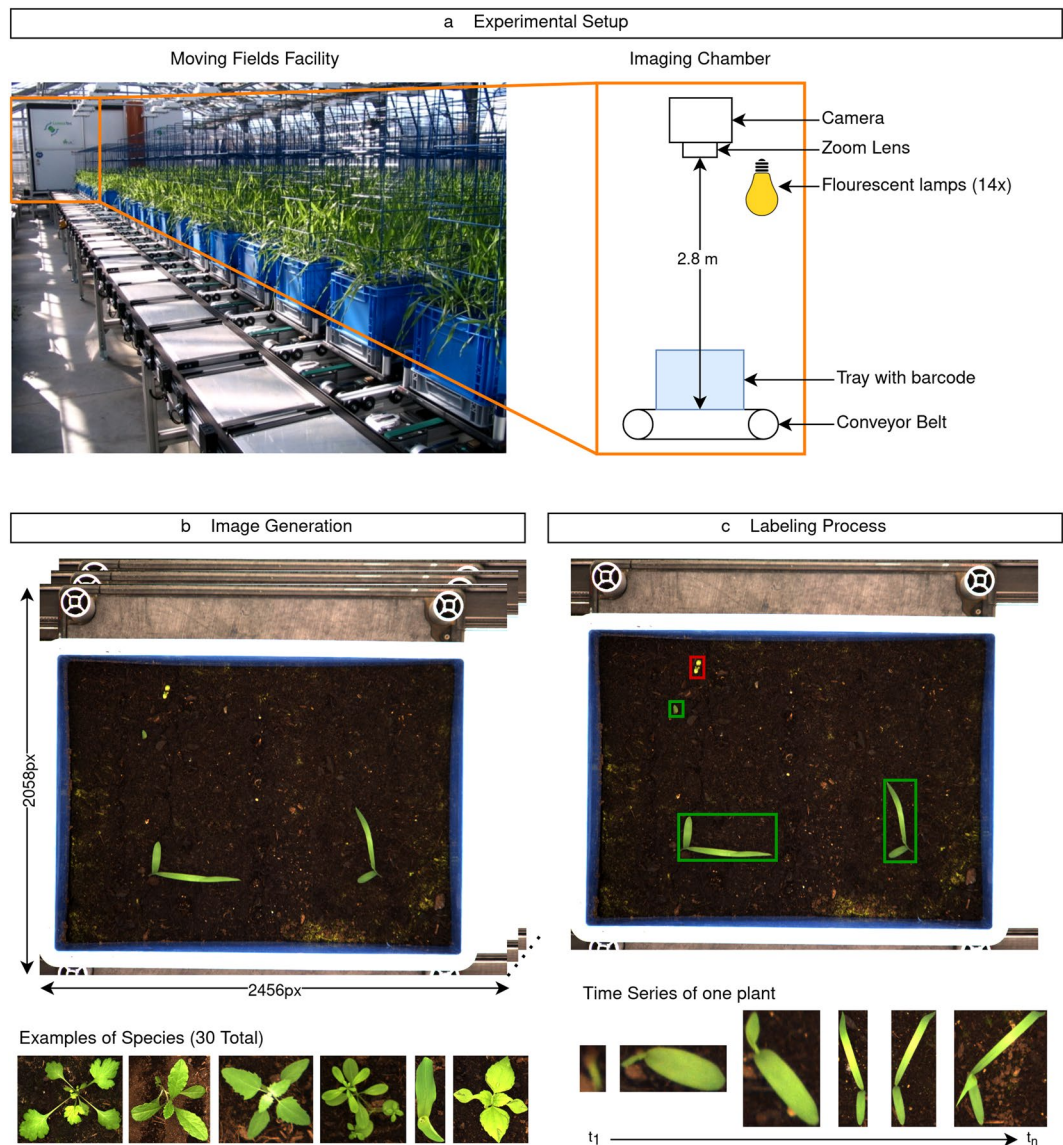 a Experimental Setup
Moving Fields Facility
Imaging Chamber
Camera
Zoom Lens
Flourescent lamps (14x)
2.8 m
Tray with barcode
Conveyor Belt
b Image Generation
c Labeling Process
2058px
2456px
Examples of Species (30 Total)
Time Series of one plant
t1
tn